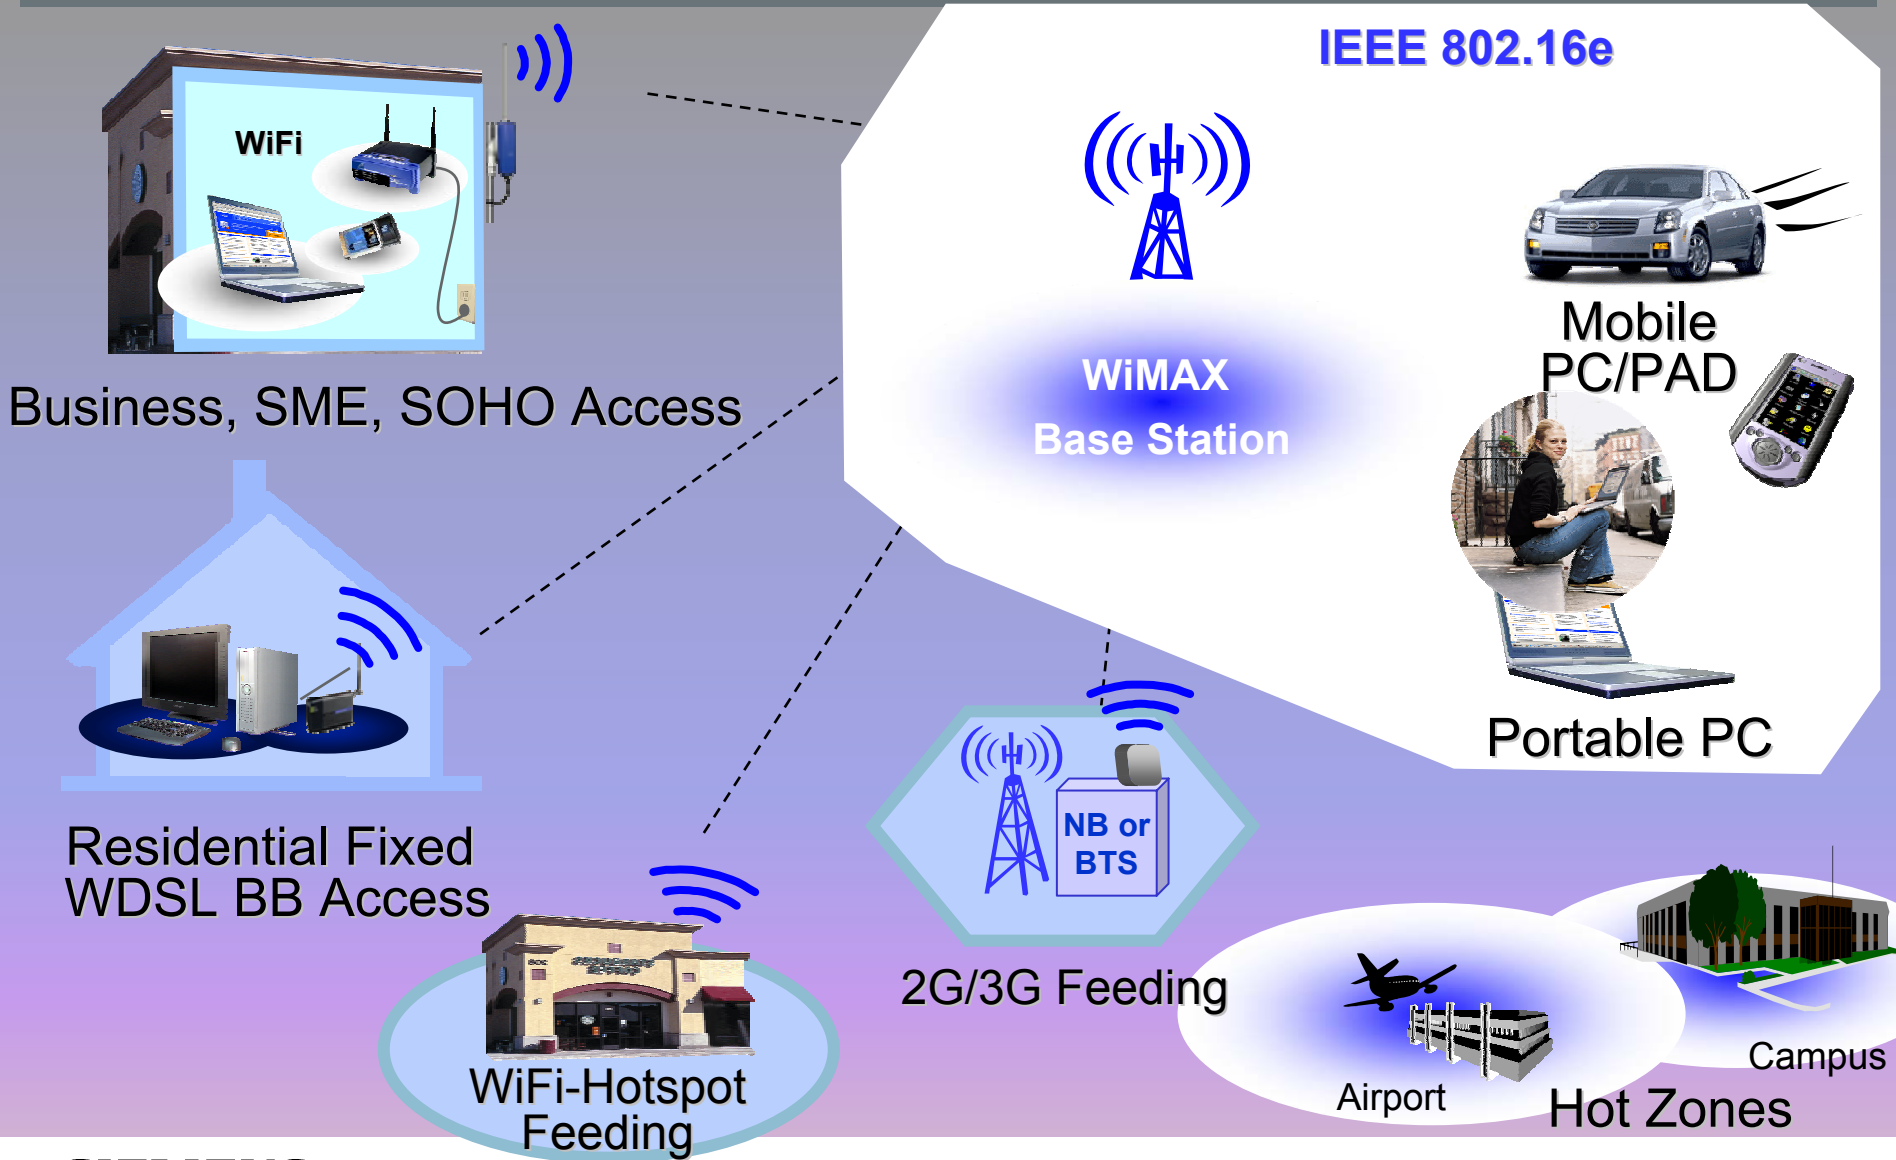 IEEE 802.16e
WiFi
WiMAX
Base Station
Mobile
PC/PAD
Business, SME, SOHO Access
Portable PC
NB or
BTS
Residential Fixed
WDSL BB Access
2G/3G Feeding
WiFi-Hotspot
Feeding
Airport
Campus
Hot Zones